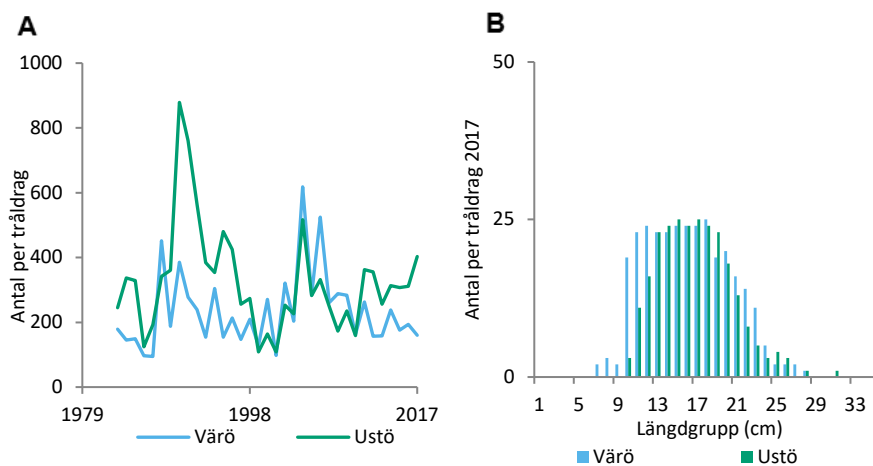 A
Antal per tråldrag
1000
800
600
400
200
0
1979
1998
2017
Värö
Ustö
B
Antal per tråldrag 2017
50
25
0
1
5
9
13
17
21
25
29
33
Längdgrupp (cm)
Värö
Ustö